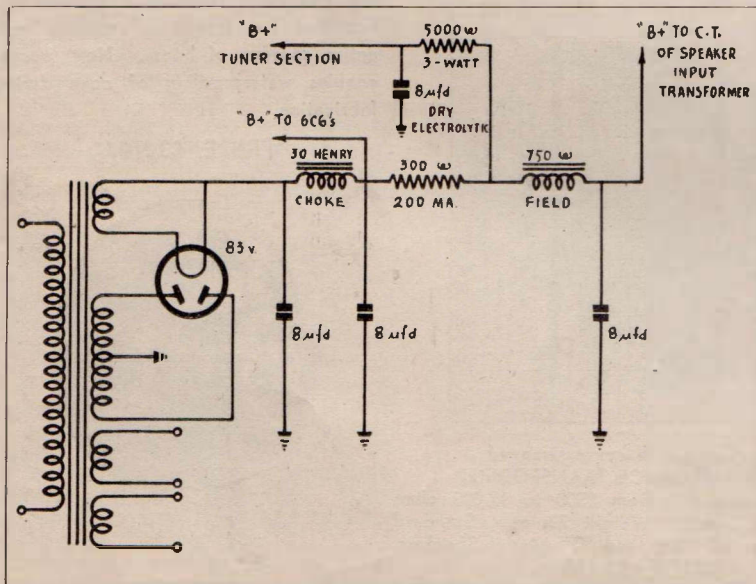 "B+"
TUNER SECTION
5000 ω
3-WATT
"B+" TO C.T.
OF SPEAKER
INPUT
TRANSFORMER
8 µfd
DRY
ELECTROLYTIC
"B+" TO 6C6's
30 HENRY
CHOKE
300 ω
200 MA.
750 ω
FIELD
83 v.
8 µfd
8 µfd
8 µfd